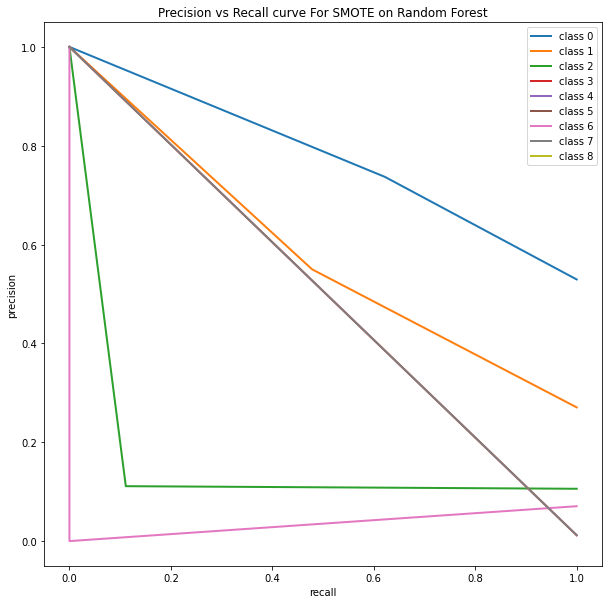 Precision vs Recall curve For SMOTE on Random Forest
class 0
class 1
class 2
class 3
class 4
class 5
class 6
class 7
class 8
1.0
0.8
0.6
0.4
0.2
0.0
precision
0.0 0.2 0.4 0.6 0.8 1.0
recall